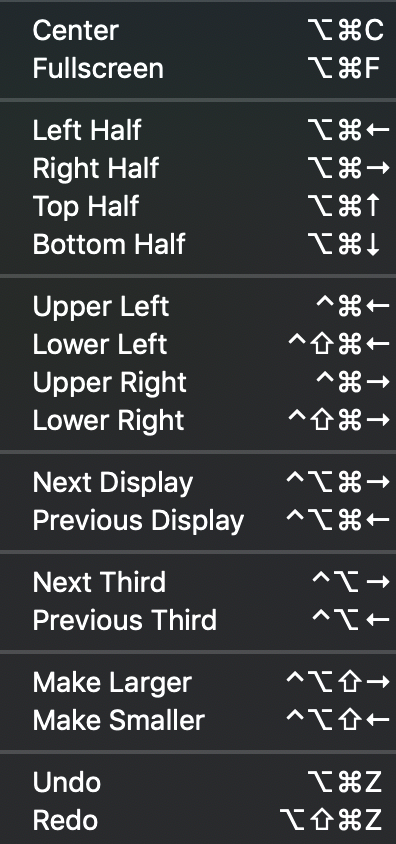 Center ⌥⌘C
Fullscreen ⌥⌘F
Left Half ⌥⌘←
Right Half ⌥⌘→
Top Half ⌥⌘↑
Bottom Half ⌥⌘↓
Upper Left ^⌘←
Lower Left ^⇧⌘←
Upper Right ^⌘→
Lower Right ^⇧⌘→
Next Display ^⌥⌘→
Previous Display ^⌥⌘←
Next Third ^⌥→
Previous Third ^⌥←
Make Larger ^⌥⇧→
Make Smaller ^⌥⇧←
Undo ⌥⌘Z
Redo ⌥⇧⌘Z